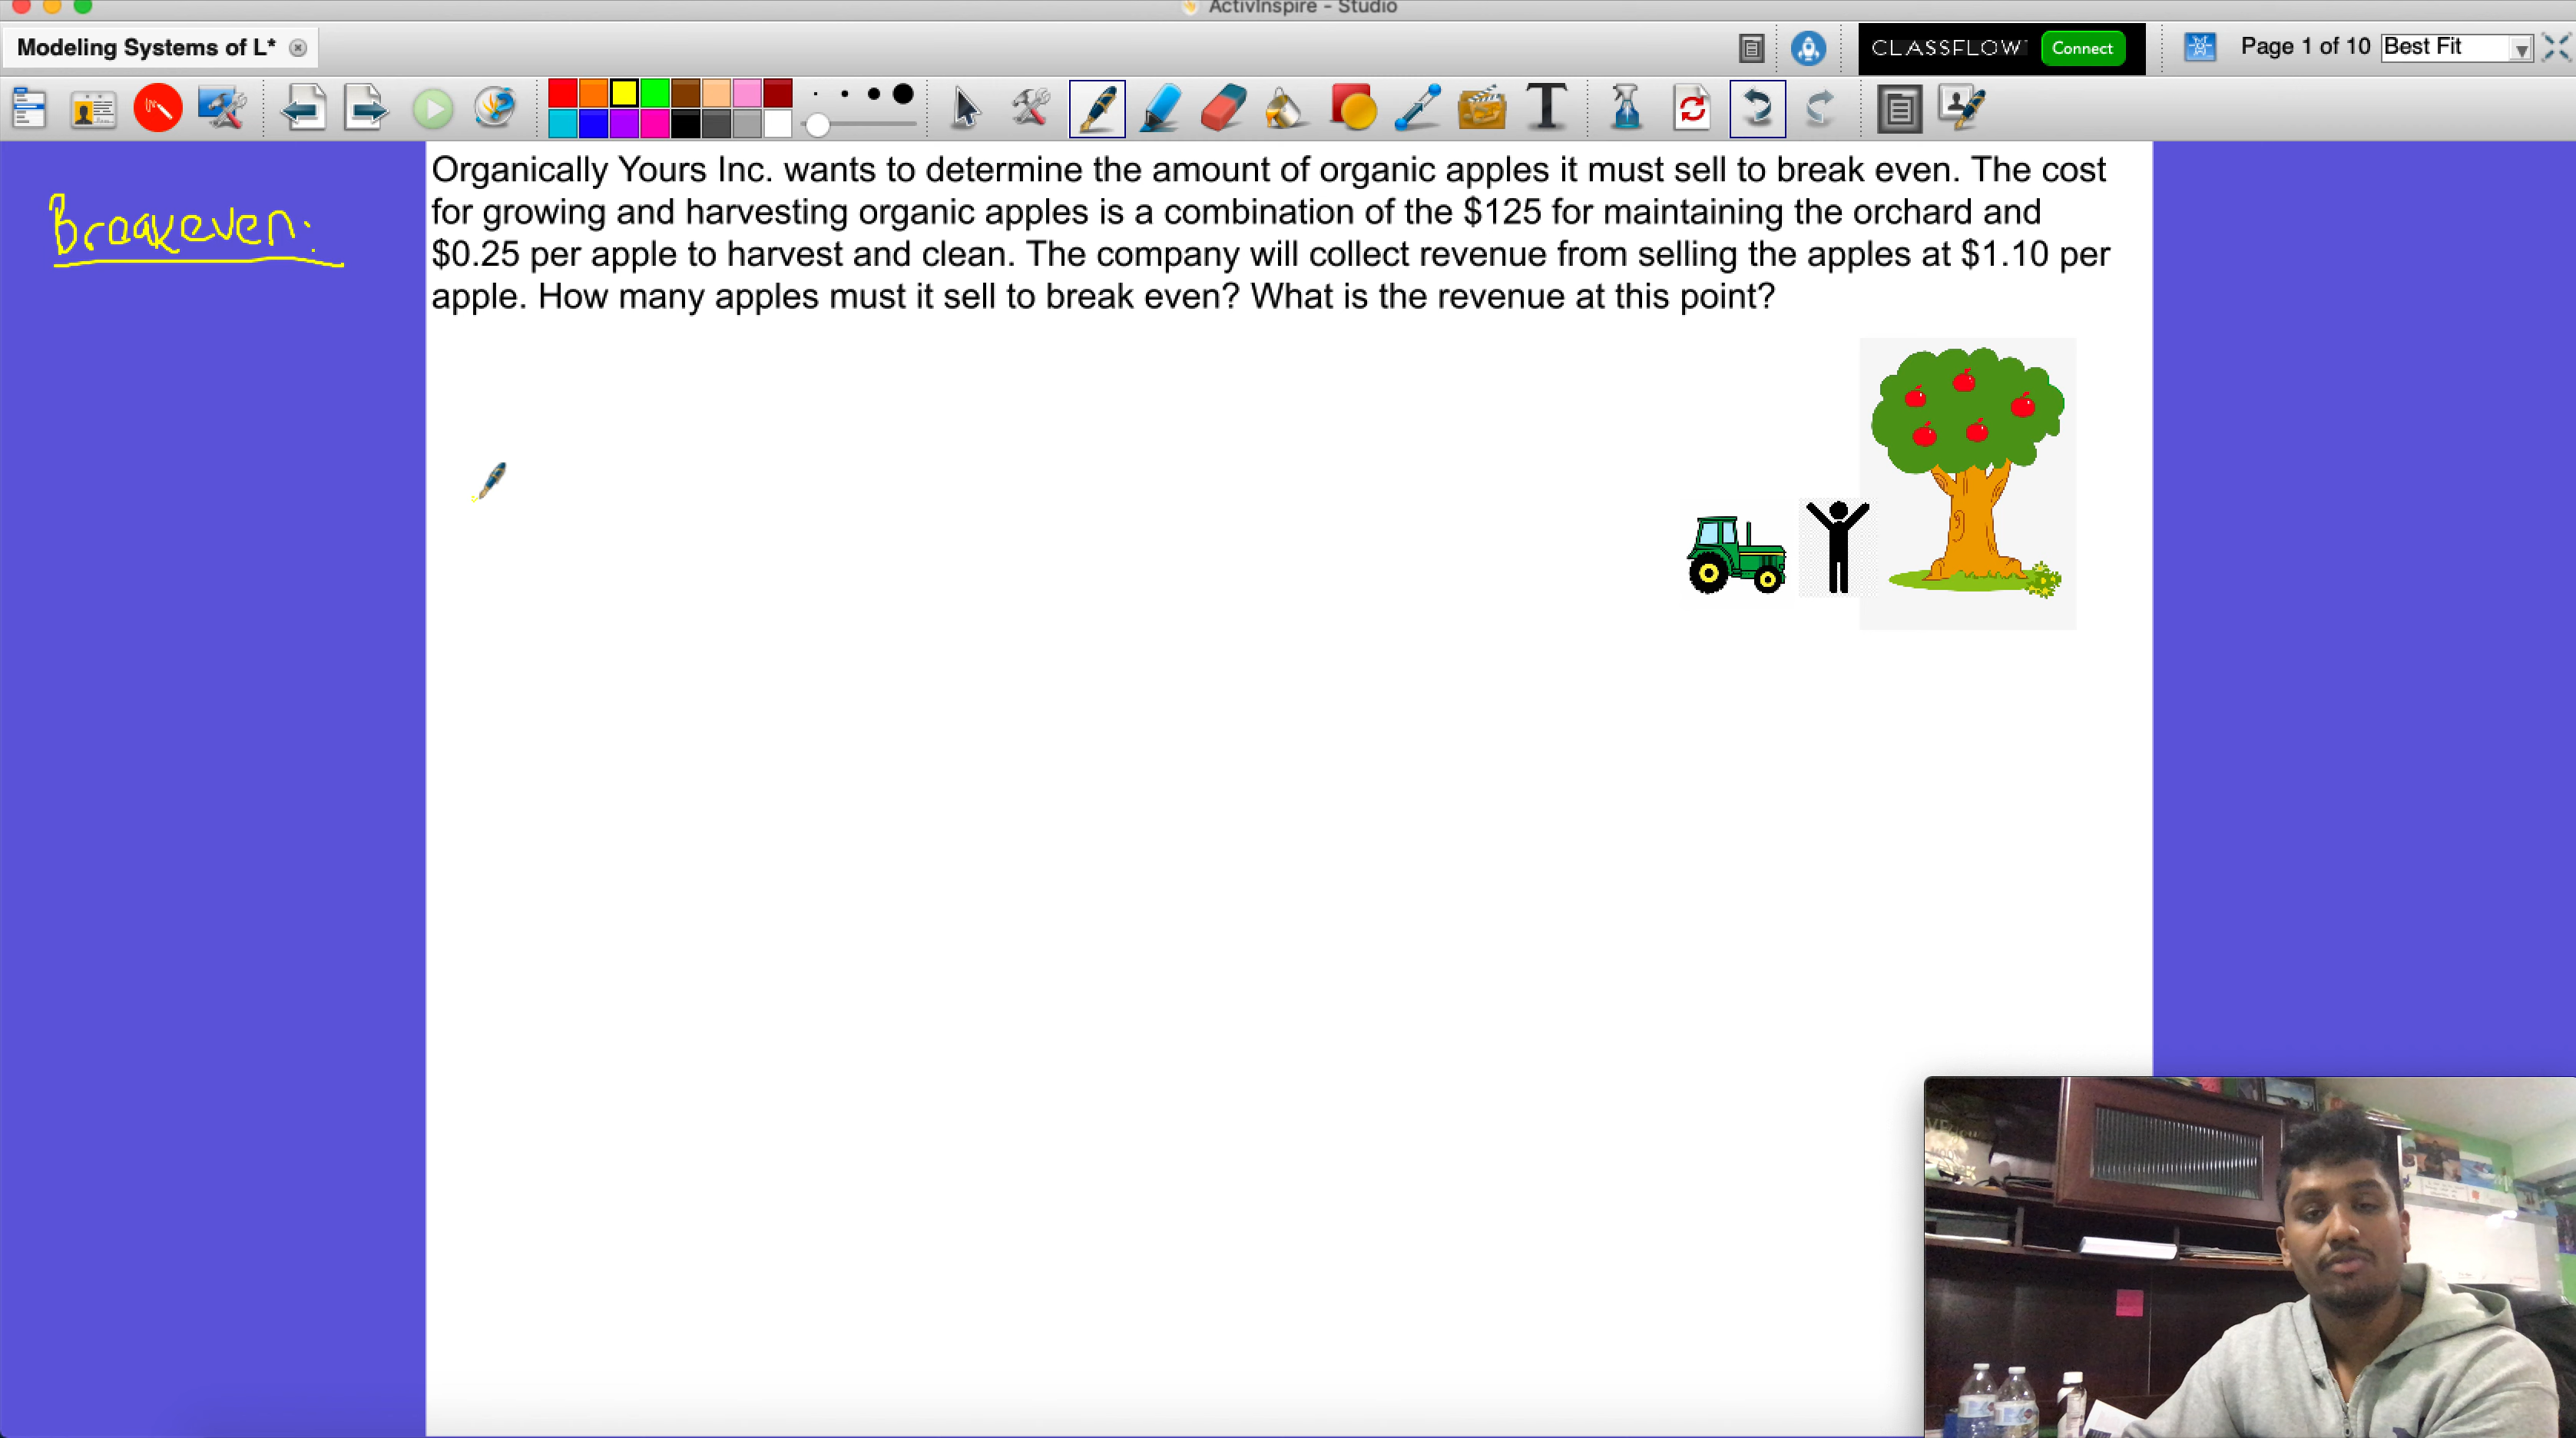 ActivInspire - Studio
Modeling Systems of L*
CLASSFLOW Connect
Page 1 of 10 Best Fit
T
Breakeven:
Organically Yours Inc. wants to determine the amount of organic apples it must sell to break even. The cost
for growing and harvesting organic apples is a combination of the $125 for maintaining the orchard and
$0.25 per apple to harvest and clean. The company will collect revenue from selling the apples at $1.10 per
apple. How many apples must it sell to break even? What is the revenue at this point?